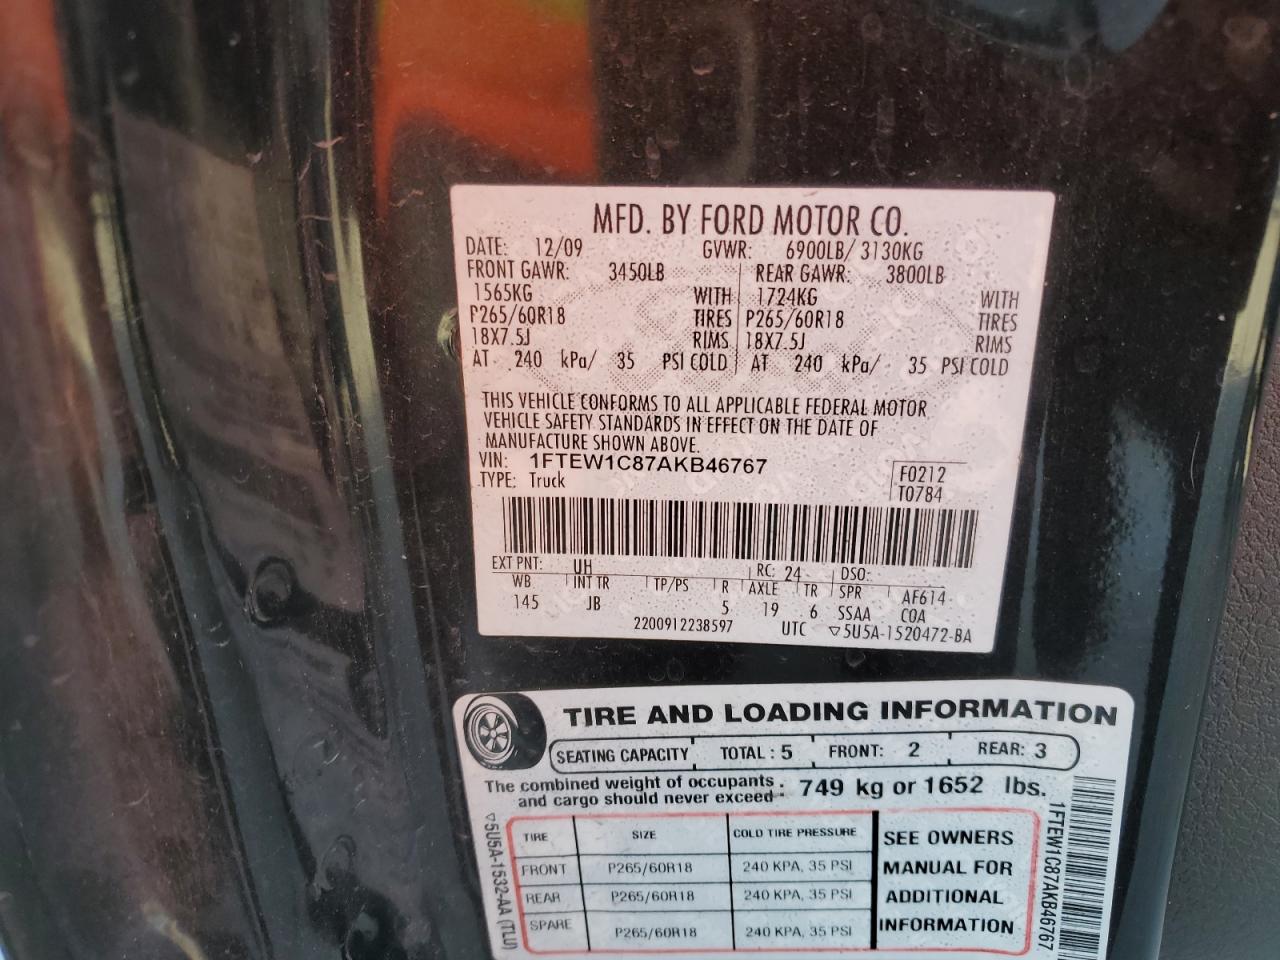 MFD. BY FORD MOTOR CO.
DATE: 12/09 GVWR: 6900LB/ 3130KG
FRONT GAWR: 3450LB REAR GAWR: 3800LB
1565KG WITH 1724KG WITH
P265/60R18 TIRES P265/60R18 TIRES
18X7.5J RIMS 18X7.5J RIMS
AT 240 kPa/ 35 PSI COLD AT 240 kPa/ 35 PSI COLD
THIS VEHICLE CONFORMS TO ALL APPLICABLE FEDERAL MOTOR
VEHICLE SAFETY STANDARDS IN EFFECT ON THE DATE OF
MANUFACTURE SHOWN ABOVE.
VIN: 1FTEW1C87AKB46767
TYPE: Truck
F0212
T0784
EXT PNT: UH RC: 24 DSO:
WB INT TR TP/PS R AXLE TR SPR AF614
145 JB 5 19 6 SSAA COA
2200912238597 UTC ▽5U5A-1520472-BA
TIRE AND LOADING INFORMATION
SEATING CAPACITY TOTAL : 5 FRONT: 2 REAR: 3
The combined weight of occupants
and cargo should never exceed : 749 kg or 1652 lbs.
TIRE SIZE COLD TIRE PRESSURE
FRONT P265/60R18 240 KPA, 35 PSI
REAR P265/60R18 240 KPA, 35 PSI
SPARE P265/60R18 240 KPA, 35 PSI
SEE OWNERS
MANUAL FOR
ADDITIONAL
INFORMATION
▽5U5A-1532-AA (TLU)
1FTEW1C87AKB46767